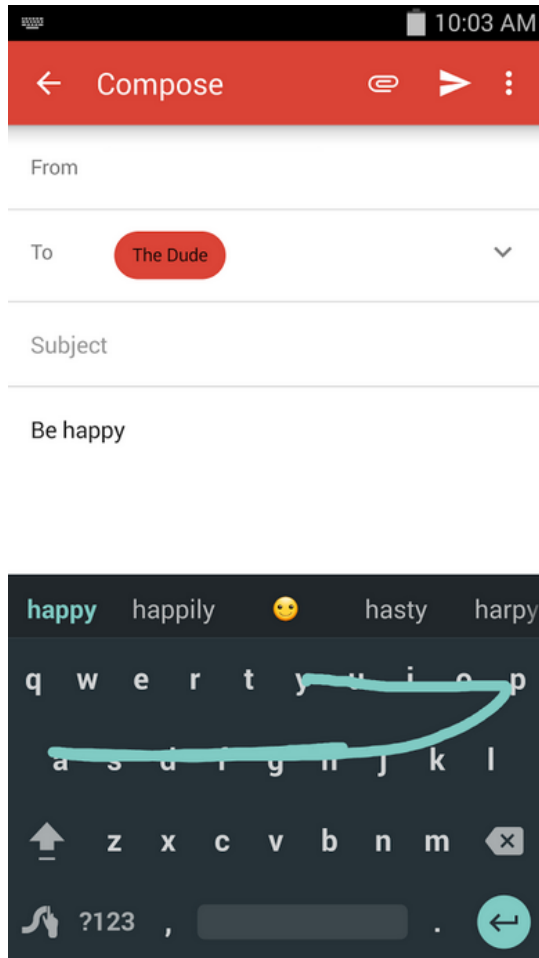 10:03 AM
Compose
From
To The Dude
Subject
Be happy
happy happily hasty harpy
q w e r t y u i o p
a s d f g h j k l
z x c v b n m
?123 , .